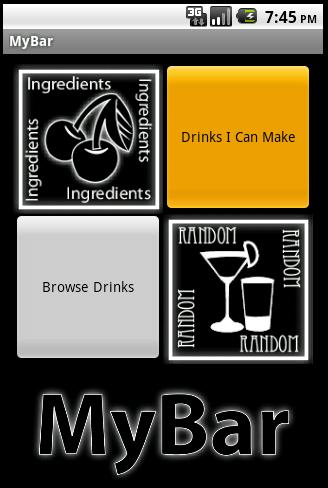 3G
7:45 PM
MyBar
Ingredients
Ingredients
Ingredients
Ingredients
Drinks I Can Make
Browse Drinks
RANDOM
RANDOM
RANDOM
RANDOM
MyBar